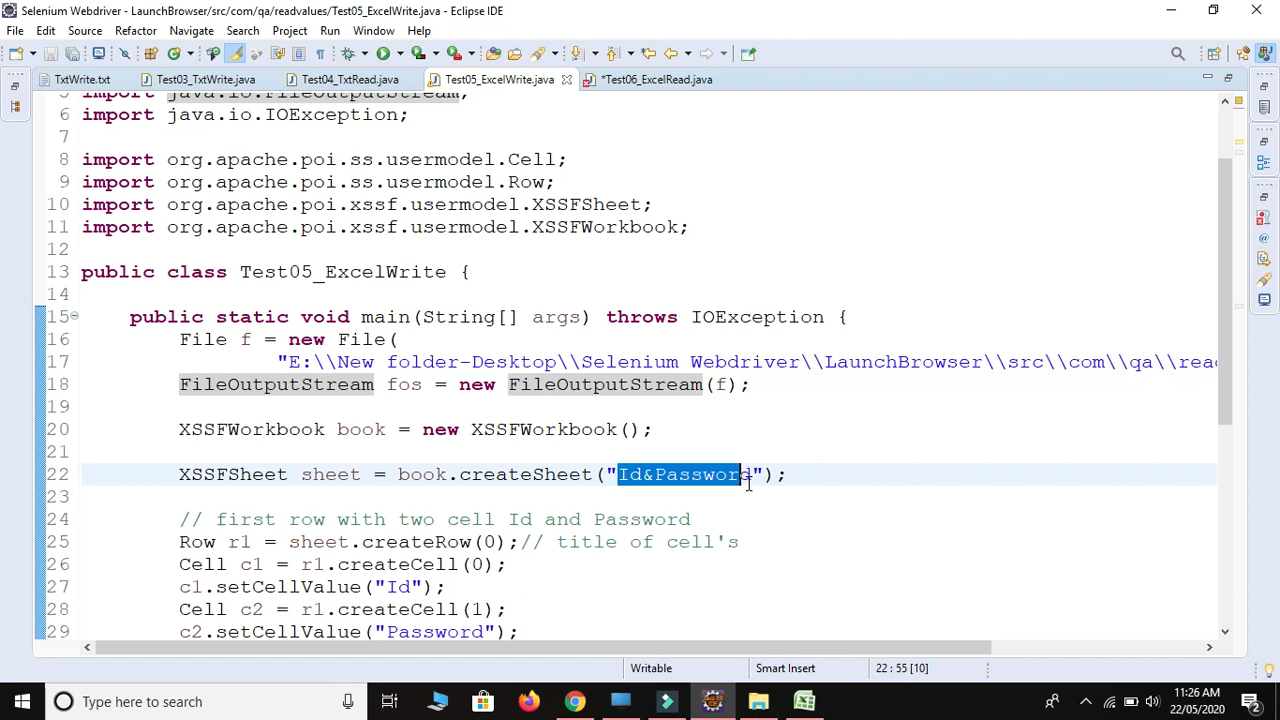 Selenium Webdriver - LaunchBrowser/src/com/qa/readvalues/Test05_ExcelWrite.java - Eclipse IDE
File Edit Source Refactor Navigate Search Project Run Window Help
TxtWrite.txt Test03_TxtWrite.java Test04_TxtRead.java Test05_ExcelWrite.java *Test06_ExcelRead.java
5 import java.io.FileOutputStream;
6 import java.io.IOException;
7
8 import org.apache.poi.ss.usermodel.Cell;
9 import org.apache.poi.ss.usermodel.Row;
10 import org.apache.poi.xssf.usermodel.XSSFSheet;
11 import org.apache.poi.xssf.usermodel.XSSFWorkbook;
12
13 public class Test05_ExcelWrite {
14
15 public static void main(String[] args) throws IOException {
16 File f = new File(
17 "E:\\New folder-Desktop\\Selenium Webdriver\\LaunchBrowser\\src\\com\\qa\\read
18 FileOutputStream fos = new FileOutputStream(f);
19
20 XSSFWorkbook book = new XSSFWorkbook();
21
22 XSSFSheet sheet = book.createSheet("Id&Password");
23
24 // first row with two cell Id and Password
25 Row r1 = sheet.createRow(0);// title of cell's
26 Cell c1 = r1.createCell(0);
27 c1.setCellValue("Id");
28 Cell c2 = r1.createCell(1);
29 c2.setCellValue("Password");
Writable Smart Insert 22 : 55 [10]
Type here to search
11:26 AM
22/05/2020
2